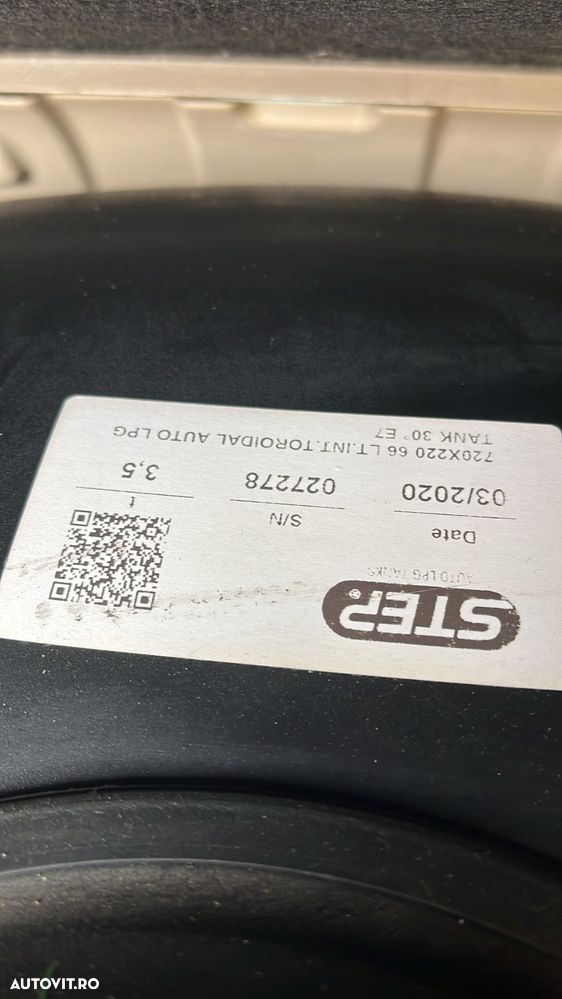 STEP®
AUTO LPG TANKS
Date S/N t
03/2020 027278 3,5
720X220 66 LT.INT.TOROIDAL AUTO LPG
TANK 30° E7
AUTOVIT.RO